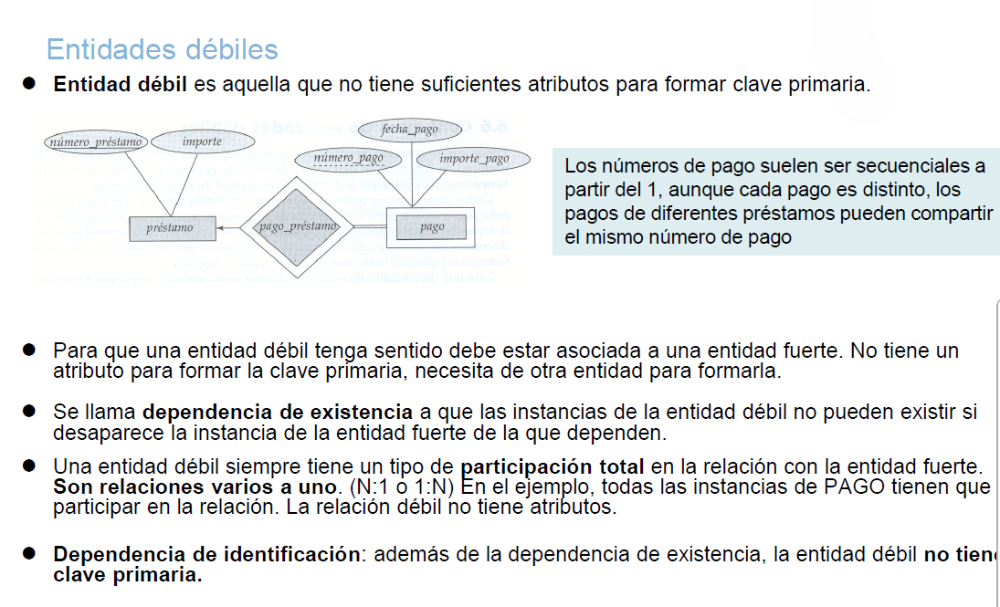 Entidades débiles
● Entidad débil es aquella que no tiene suficientes atributos para formar clave primaria.
fecha_pago
número_préstamo
importe
número_pago
importe_pago
préstamo
pago_préstamo
pago
Los números de pago suelen ser secuenciales a
partir del 1, aunque cada pago es distinto, los
pagos de diferentes préstamos pueden compartir
el mismo número de pago
● Para que una entidad débil tenga sentido debe estar asociada a una entidad fuerte. No tiene un
atributo para formar la clave primaria, necesita de otra entidad para formarla.
● Se llama dependencia de existencia a que las instancias de la entidad débil no pueden existir si
desaparece la instancia de la entidad fuerte de la que dependen.
● Una entidad débil siempre tiene un tipo de participación total en la relación con la entidad fuerte.
Son relaciones varios a uno. (N:1 o 1:N) En el ejemplo, todas las instancias de PAGO tienen que
participar en la relación. La relación débil no tiene atributos.
● Dependencia de identificación: además de la dependencia de existencia, la entidad débil no tiene
clave primaria.